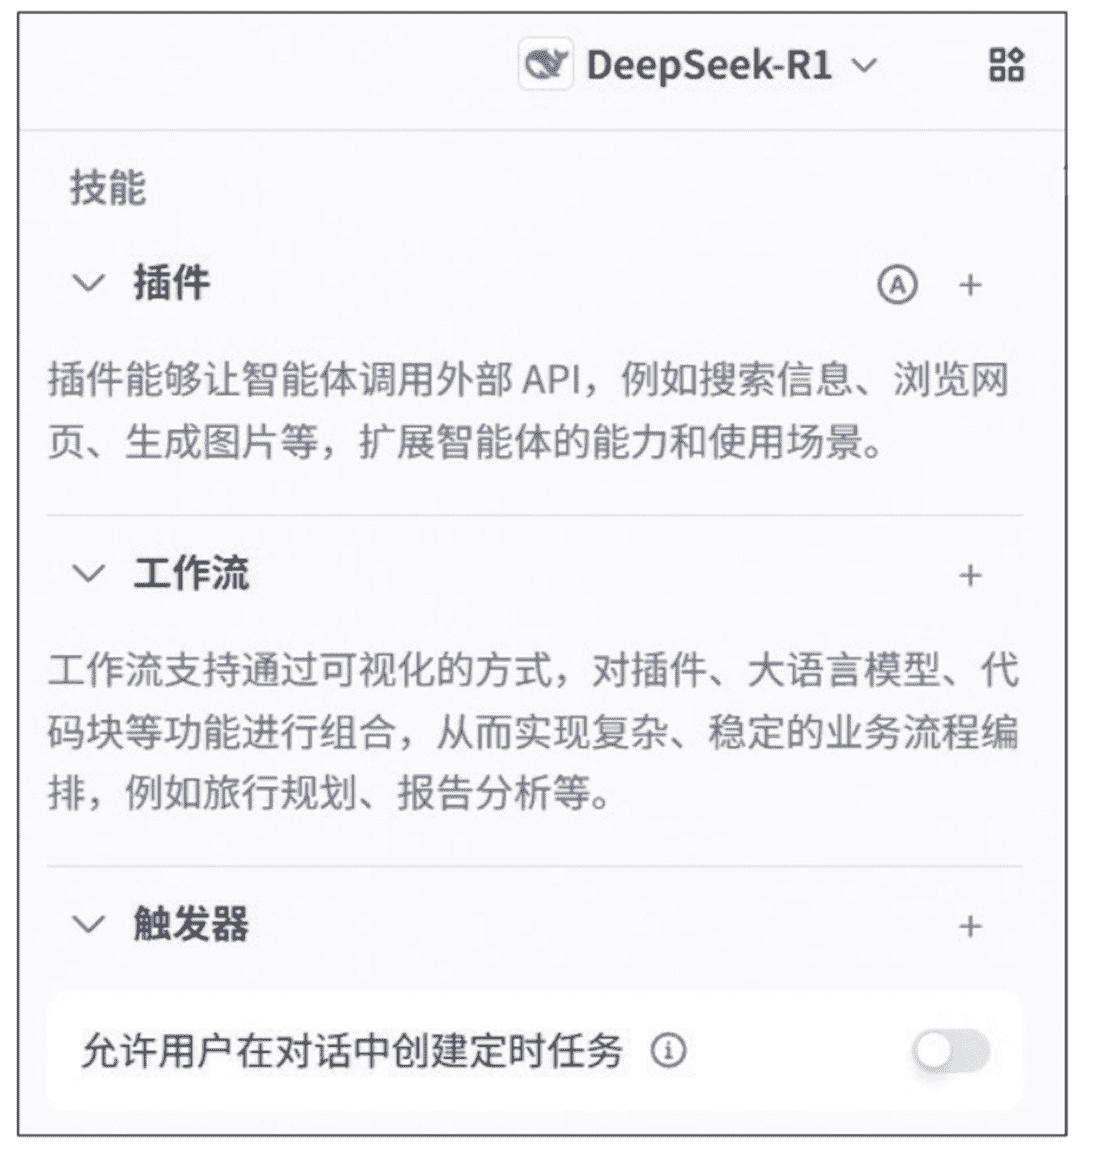 DeepSeek-R1
技能
插件
插件能够让智能体调用外部 API，例如搜索信息、浏览网
页、生成图片等，扩展智能体的能力和使用场景。
工作流
工作流支持通过可视化的方式，对插件、大语言模型、代
码块等功能进行组合，从而实现复杂、稳定的业务流程编
排，例如旅行规划、报告分析等。
触发器
允许用户在对话中创建定时任务